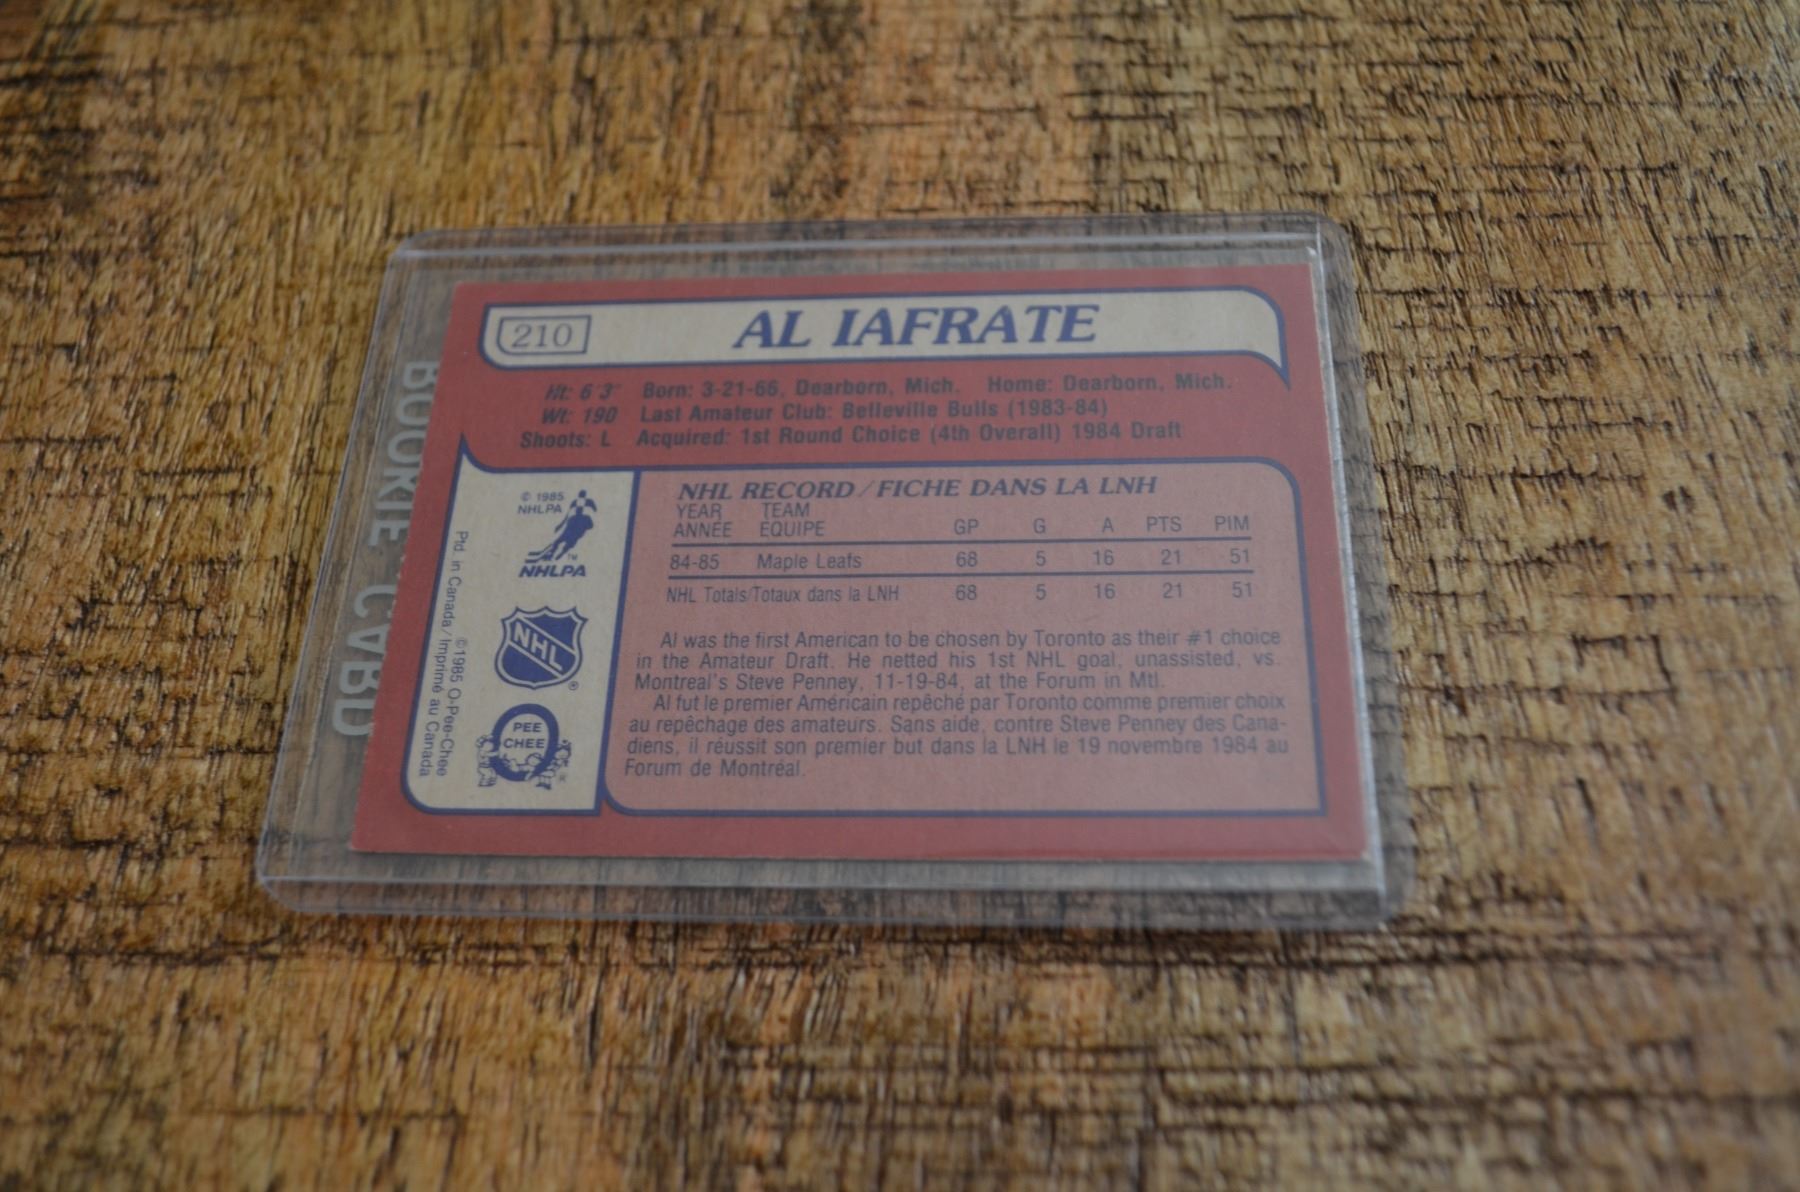 210 AL IAFRATE
Ht: 6'3" Born: 3-21-66, Dearborn, Mich. Home: Dearborn, Mich.
Wt: 190 Last Amateur Club: Belleville Bulls (1983-84)
Shoots: L Acquired: 1st Round Choice (4th Overall) 1984 Draft
NHL RECORD/FICHE DANS LA LNH
YEAR TEAM
ANNÉE ÉQUIPE GP G A PTS PIM
84-85 Maple Leafs 68 5 16 21 51
NHL Totals/Totaux dans la LNH 68 5 16 21 51
Al was the first American to be chosen by Toronto as their #1 choice
in the Amateur Draft. He netted his 1st NHL goal, unassisted, vs.
Montreal's Steve Penney, 11-19-84, at the Forum in Mtl.
Al fut le premier Américain repêché par Toronto comme premier choix
au repêchage des amateurs. Sans aide, contre Steve Penney des Cana-
diens, il réussit son premier but dans la LNH le 19 novembre 1984 au
Forum de Montréal.
© 1985
NHLPA
TM
NHLPA
NHL
®
PEE
CHEE
®
©1985 O-Pee-Chee
Ptd. in Canada/Imprimé au Canada
ROOKIE CARD